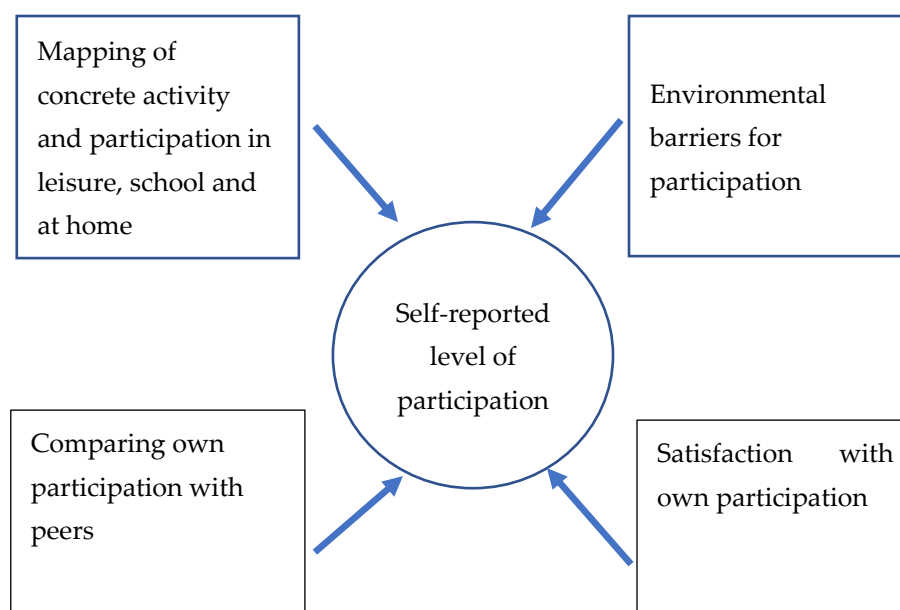 Mapping of
concrete activity
and participation in
leisure, school and
at home
Environmental
barriers for
participation
Self-reported
level of
participation
Comparing own
participation with
peers
Satisfaction with
own participation